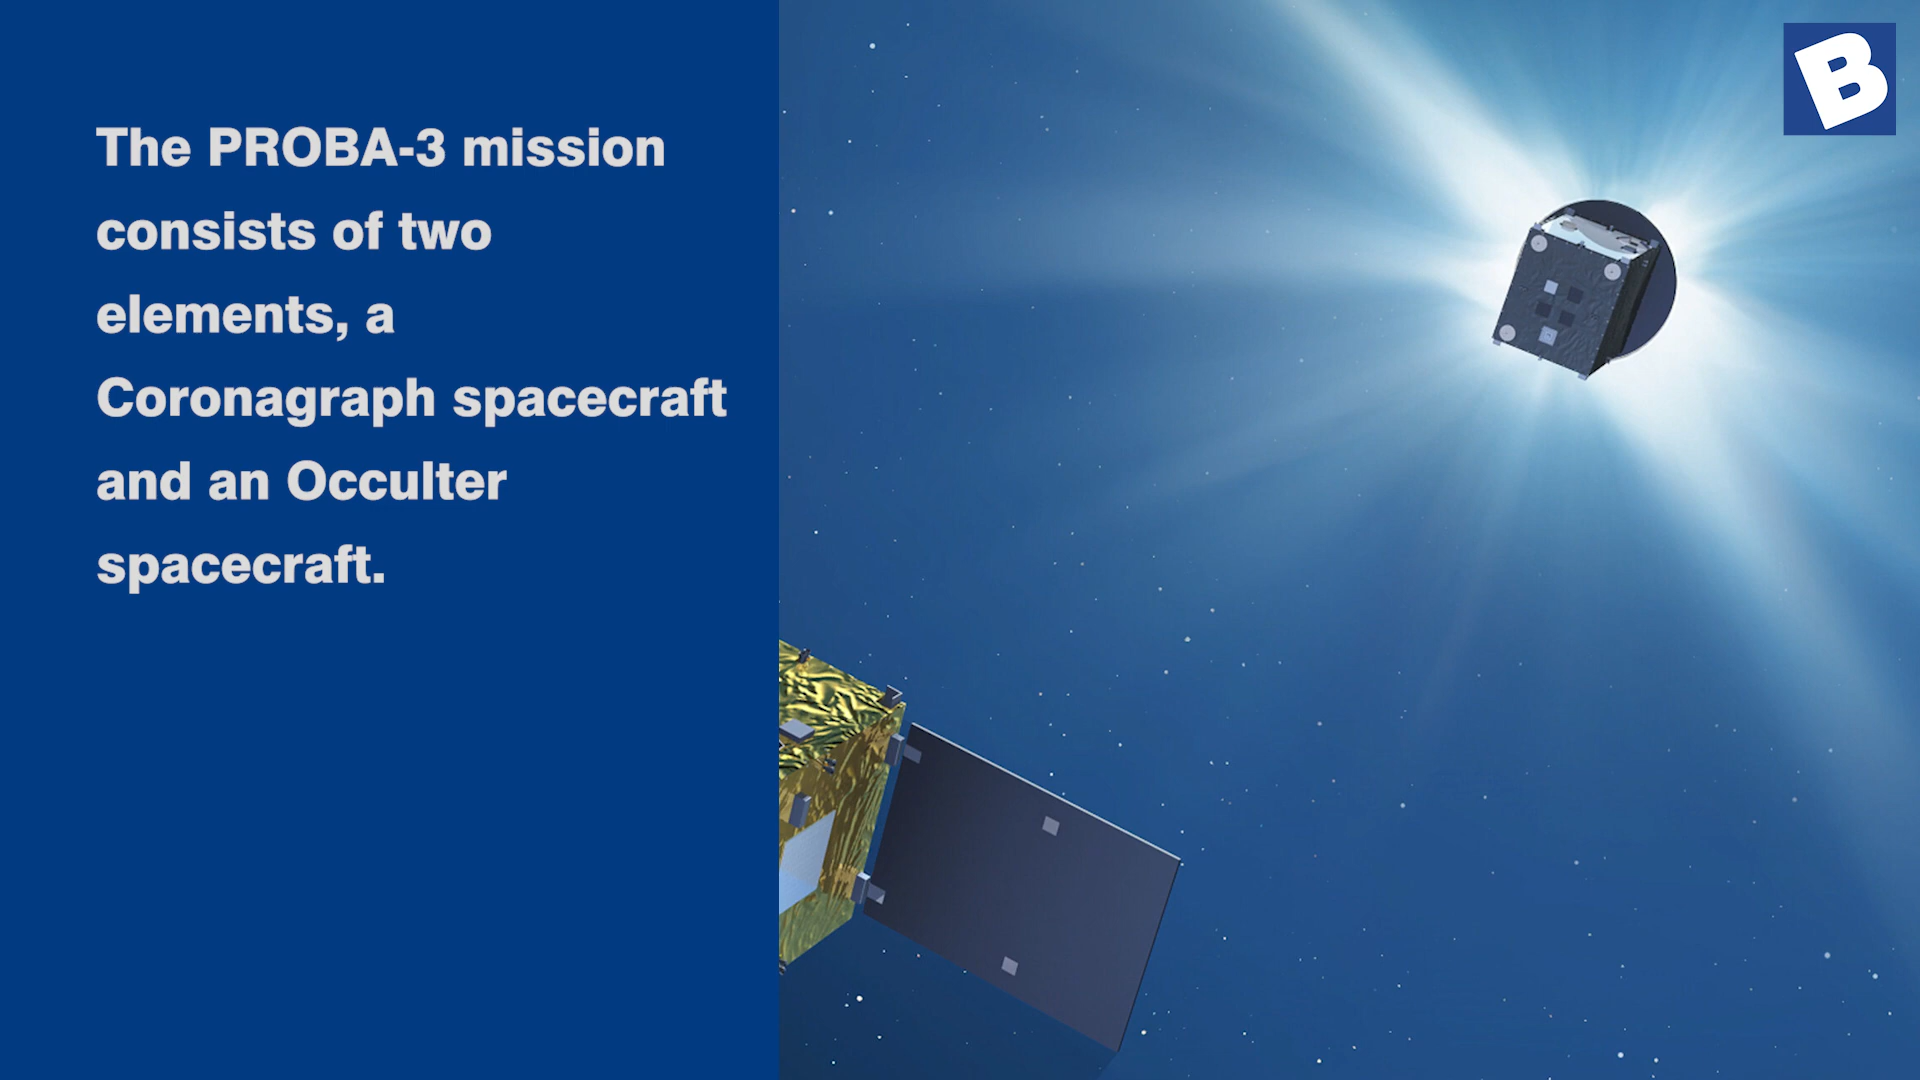 The PROBA-3 mission
consists of two
elements, a
Coronagraph spacecraft
and an Occulter
spacecraft.
B